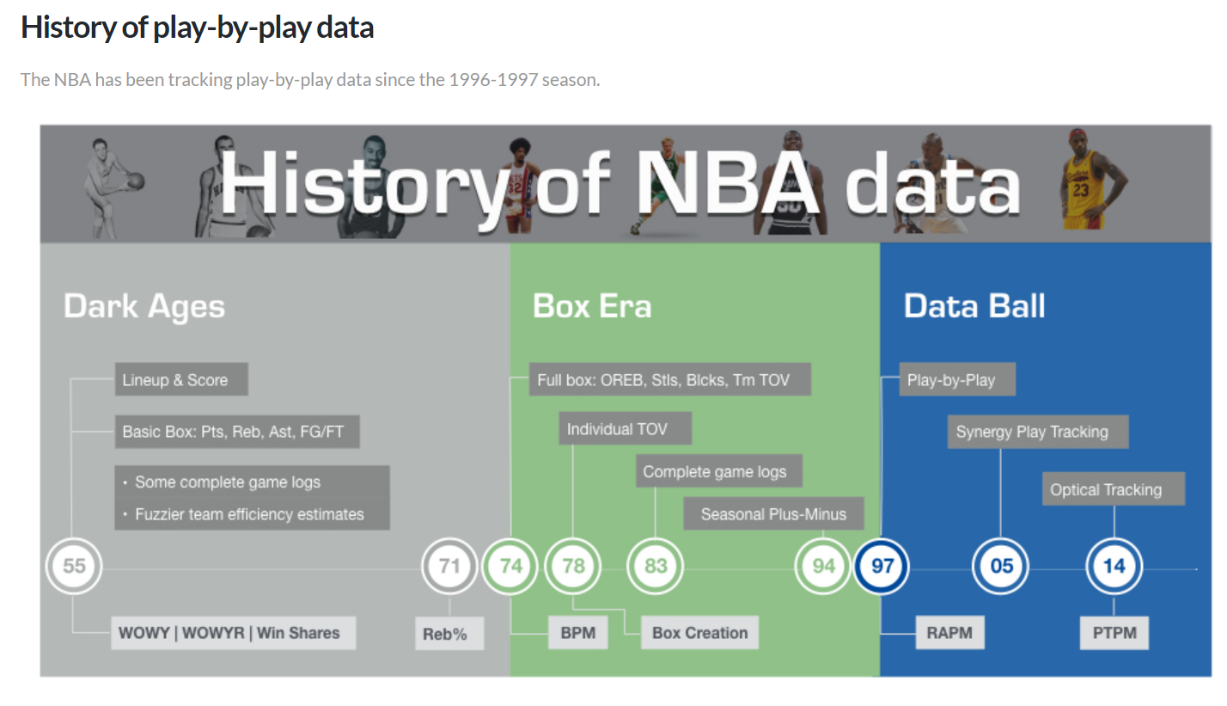 History of play-by-play data
The NBA has been tracking play-by-play data since the 1996-1997 season.
History of NBA data
Dark Ages
Box Era
Data Ball
Lineup & Score
Full box: OREB, Stls, Blcks, Tm TOV
Play-by-Play
Basic Box: Pts, Reb, Ast, FG/FT
Individual TOV
Synergy Play Tracking
• Some complete game logs
• Fuzzier team efficiency estimates
Complete game logs
Seasonal Plus-Minus
Optical Tracking
55
71
74
78
83
94
97
05
14
WOWY | WOWYR | Win Shares
Reb%
BPM
Box Creation
RAPM
PTPM
32
50
23